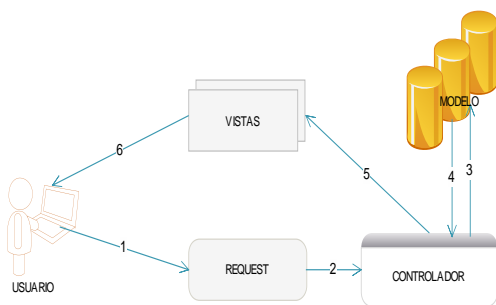 MODELO
VISTAS
6
5
4
3
1
REQUEST
2
CONTROLADOR
USUARIO